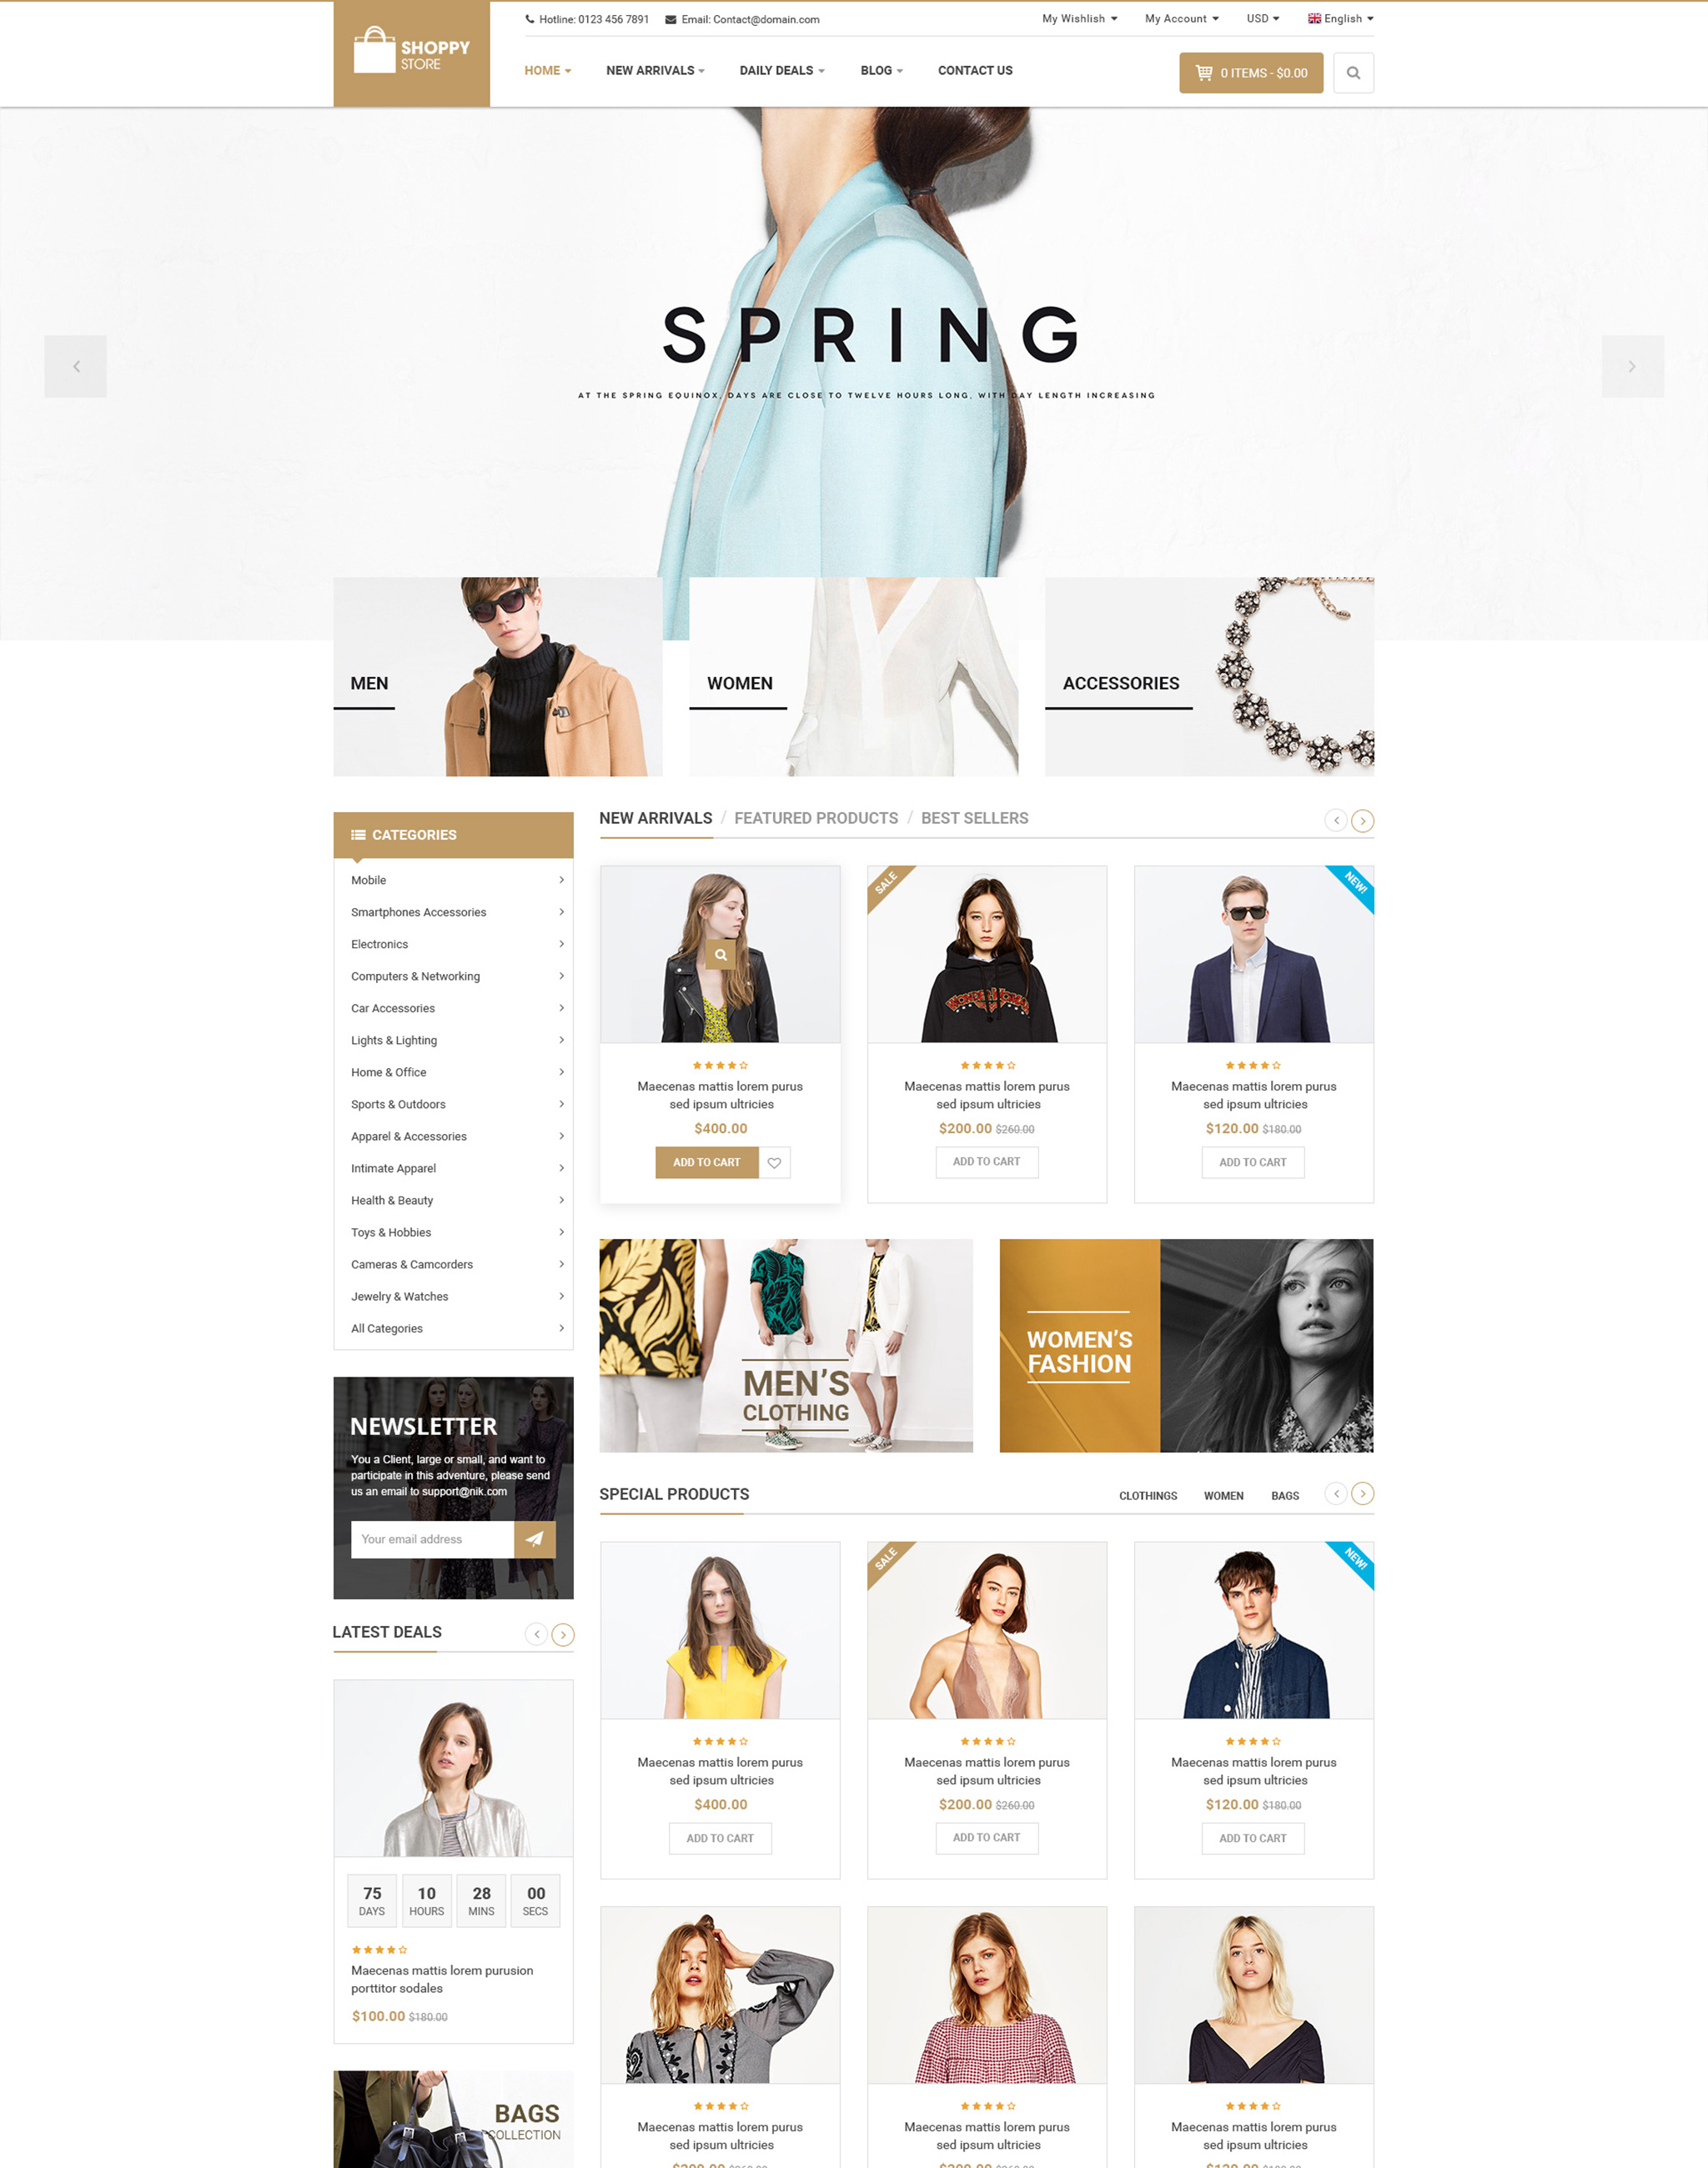 SHOPPY
STORE
Hotline: 0123 456 7891
Email: Contact@domain.com
My Wishlish
My Account
USD
English
HOME
NEW ARRIVALS
DAILY DEALS
BLOG
CONTACT US
0 ITEMS - $0.00
SPRING
AT THE SPRING EQUINOX, DAYS ARE CLOSE TO TWELVE HOURS LONG, WITH DAY LENGTH INCREASING
MEN
WOMEN
ACCESSORIES
CATEGORIES
Mobile
Smartphones Accessories
Electronics
Computers & Networking
Car Accessories
Lights & Lighting
Home & Office
Sports & Outdoors
Apparel & Accessories
Intimate Apparel
Health & Beauty
Toys & Hobbies
Cameras & Camcorders
Jewelry & Watches
All Categories
NEWSLETTER
You a Client, large or small, and want to
participate in this adventure, please send
us an email to support@nik.com
Your email address
LATEST DEALS
75
DAYS
10
HOURS
28
MINS
00
SECS
Maecenas mattis lorem purusion
porttitor sodales
$100.00 $180.00
BAGS
COLLECTION
NEW ARRIVALS / FEATURED PRODUCTS / BEST SELLERS
Maecenas mattis lorem purus
sed ipsum ultricies
$400.00
ADD TO CART
SALE
WONDER WOMAN
Maecenas mattis lorem purus
sed ipsum ultricies
$200.00 $260.00
ADD TO CART
NEW!
Maecenas mattis lorem purus
sed ipsum ultricies
$120.00 $180.00
ADD TO CART
MEN'S
CLOTHING
WOMEN'S
FASHION
SPECIAL PRODUCTS
CLOTHINGS
WOMEN
BAGS
Maecenas mattis lorem purus
sed ipsum ultricies
$400.00
ADD TO CART
SALE
Maecenas mattis lorem purus
sed ipsum ultricies
$200.00 $260.00
ADD TO CART
NEW!
Maecenas mattis lorem purus
sed ipsum ultricies
$120.00 $180.00
ADD TO CART
Maecenas mattis lorem purus
sed ipsum ultricies
Maecenas mattis lorem purus
sed ipsum ultricies
Maecenas mattis lorem purus
sed ipsum ultricies